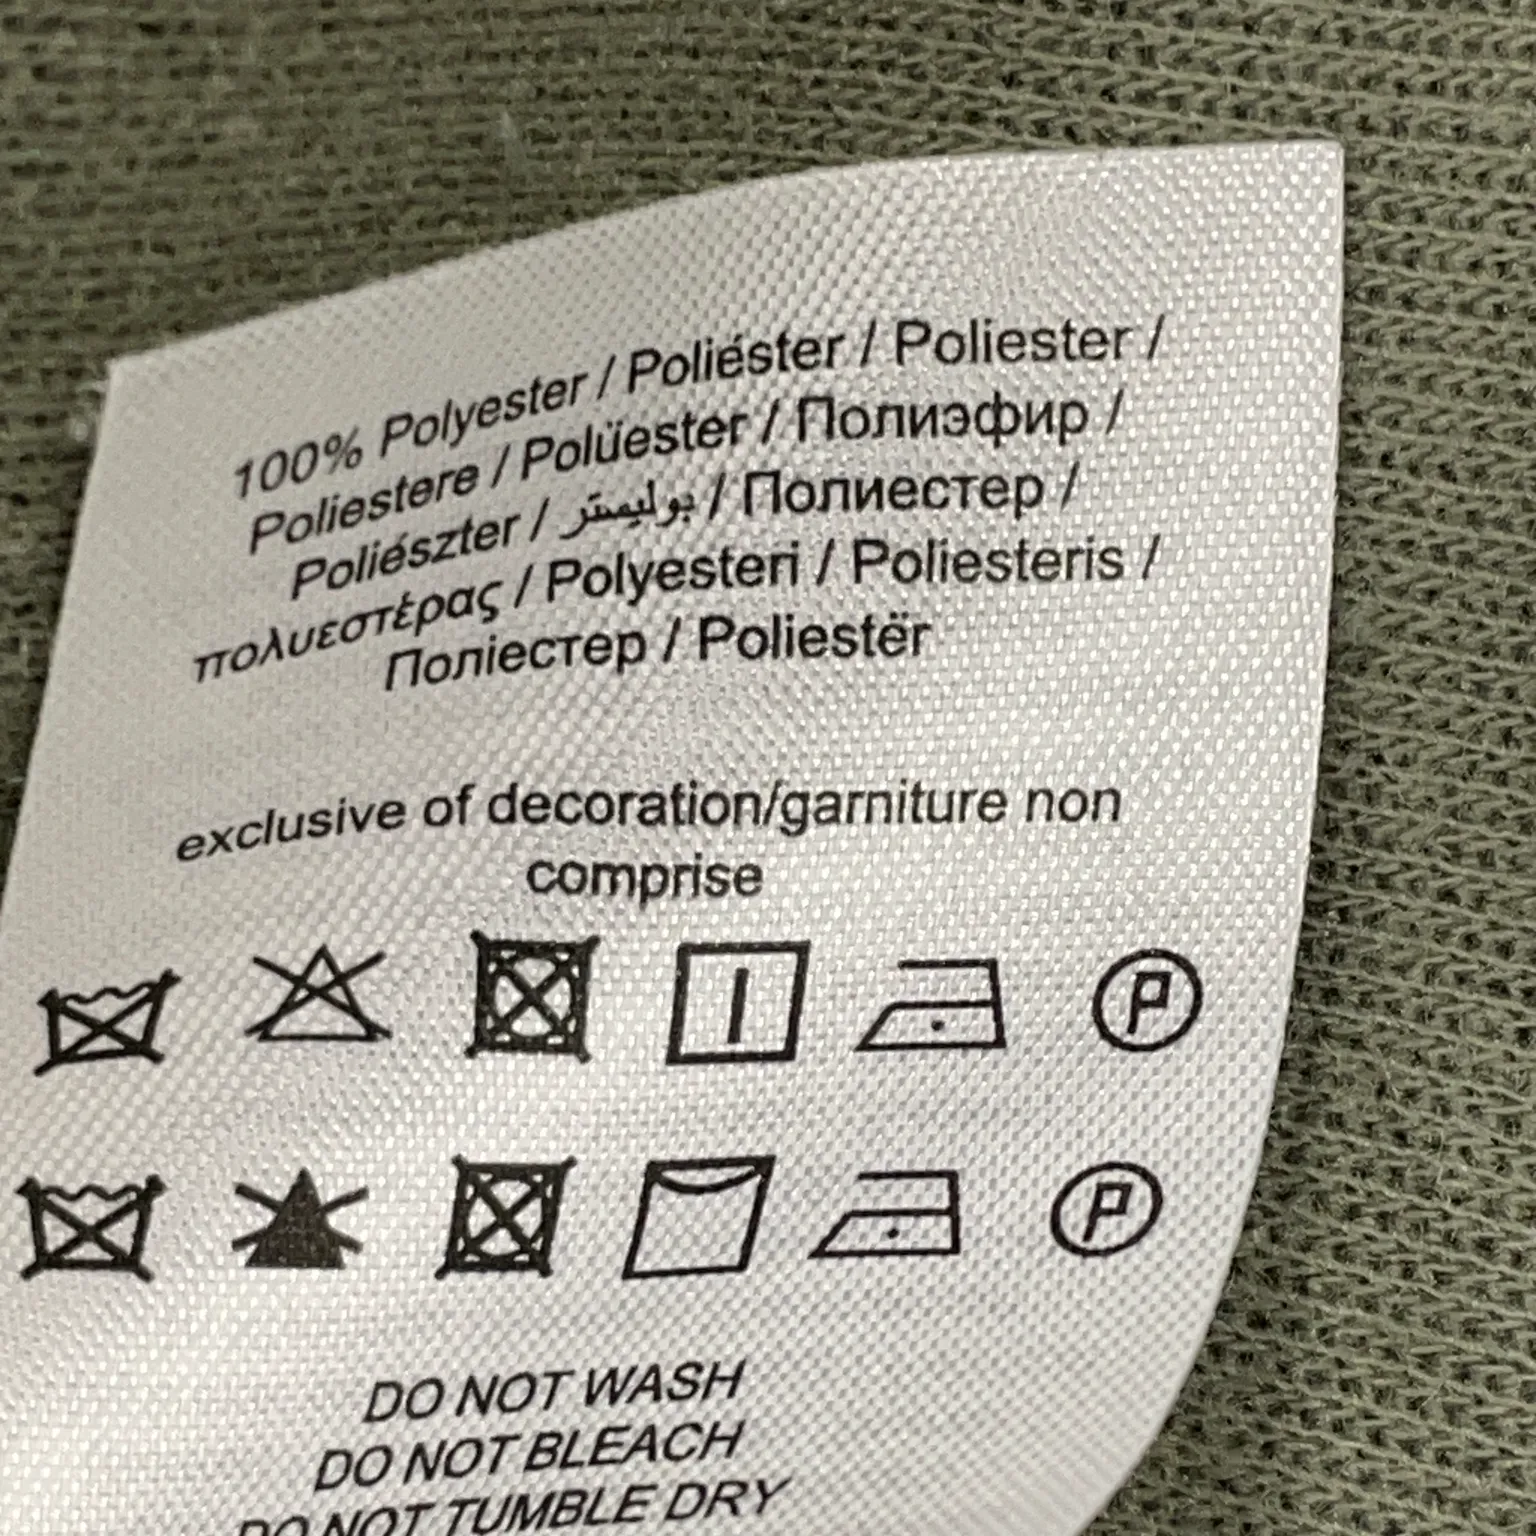 100% Polyester / Poliéster / Poliester /
Poliestere / Polüester / Полиэфир /
Poliészter / بوليستر / Полиестер /
πολυεστέρας / Polyesteri / Poliesteris /
Поліестер / Poliestër
exclusive of decoration/garniture non
comprise
P
P
DO NOT WASH
DO NOT BLEACH
DO NOT TUMBLE DRY